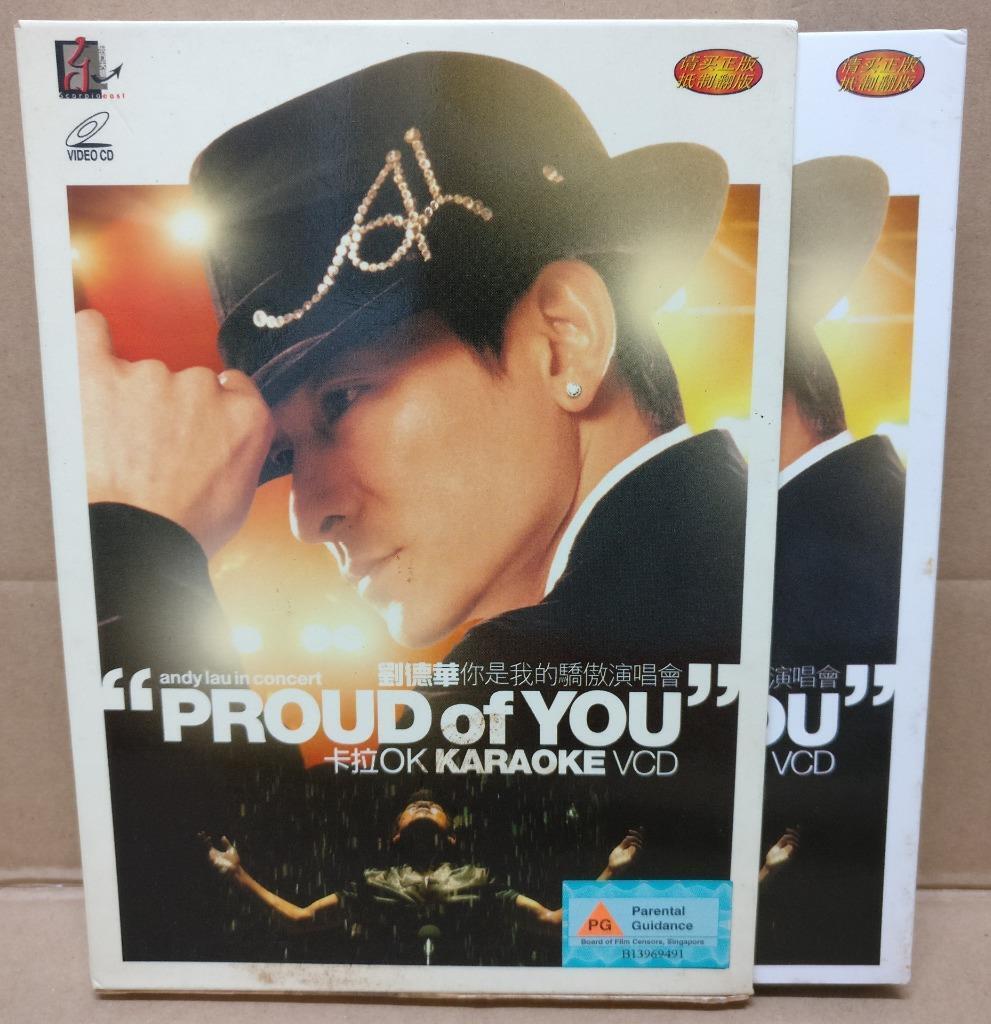 Scorpioeast
VIDEO CD
请买正版
抵制翻版
请买正版
抵制翻版
andy lau in concert 劉德華你是我的驕傲演唱會
“PROUD of YOU”
卡拉OK KARAOKE VCD
演唱會
OU”
VCD
PG Parental
Guidance
Board of Film Censors, Singapore
B13969491